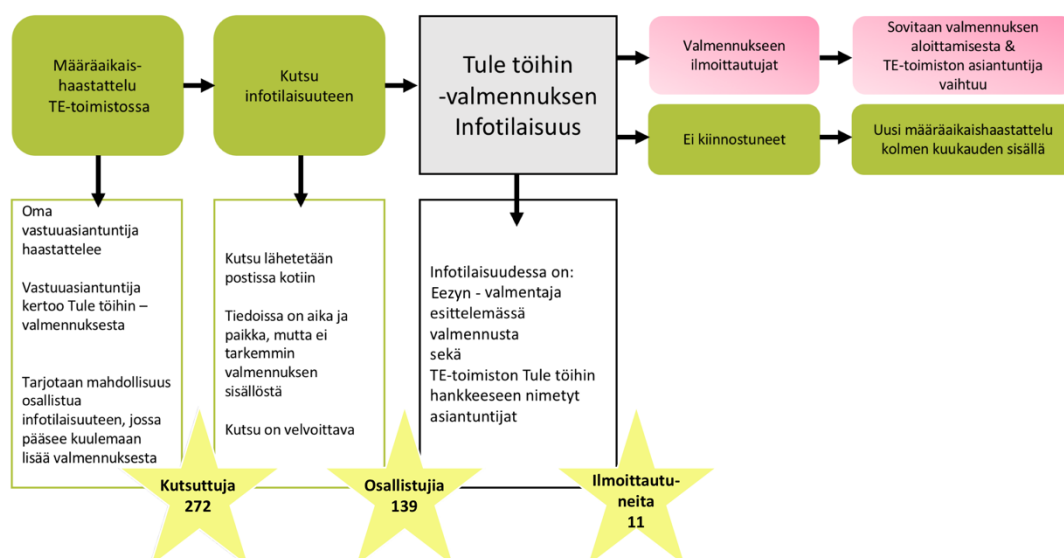 Määräaikais-
haastattelu
TE-toimistossa
Kutsu
infotilaisuuteen
Tule töihin
-valmennuksen
Infotilaisuus
Valmennukseen
ilmoittautujat
Sovitaan valmennuksen
aloittamisesta &
TE-toimiston asiantuntija
vaihtuu
Ei kiinnostuneet
Uusi määräaikaishaastattelu
kolmen kuukauden sisällä
Oma
vastuuasiantuntija
haastattelee
Vastuuasiantuntija
kertoo Tule töihin –
valmennuksesta
Tarjotaan mahdollisuus
osallistua
infotilaisuuteen, jossa
pääsee kuulemaan
lisää valmennuksesta
Kutsu lähetetään
postissa kotiin
Tiedoissa on aika ja
paikka, mutta ei
tarkemmin
valmennuksen
sisällöstä
Kutsu on velvoittava
Infotilaisuudessa on:
Eezyn - valmentaja
esittelemässä
valmennusta
sekä
TE-toimiston Tule töihin
hankkeeseen nimetyt
asiantuntijat
Kutsuttuja
272
Osallistujia
139
Ilmoittautu-
neita
11